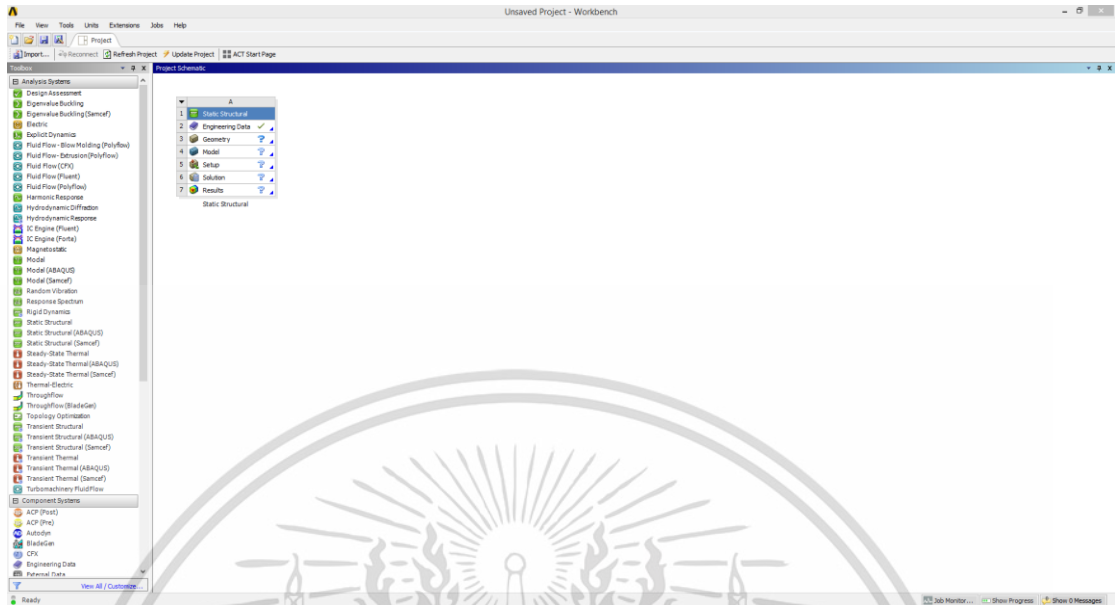 Unsaved Project - Workbench
File View Tools Units Extensions Jobs Help
Project
Import... Reconnect Refresh Project Update Project ACT Start Page
Toolbox
Project Schematic
Analysis Systems
Design Assessment
Eigenvalue Buckling
Eigenvalue Buckling (Samcef)
Electric
Explicit Dynamics
Fluid Flow - Blow Molding (Polyflow)
Fluid Flow - Extrusion (Polyflow)
Fluid Flow (CFX)
Fluid Flow (Fluent)
Fluid Flow (Polyflow)
Harmonic Response
Hydrodynamic Diffraction
Hydrodynamic Response
IC Engine (Fluent)
IC Engine (Forte)
Magnetostatic
Modal
Modal (ABAQUS)
Modal (Samcef)
Random Vibration
Response Spectrum
Rigid Dynamics
Static Structural
Static Structural (ABAQUS)
Static Structural (Samcef)
Steady-State Thermal
Steady-State Thermal (ABAQUS)
Steady-State Thermal (Samcef)
Thermal-Electric
Throughflow
Throughflow (BladeGen)
Topology Optimization
Transient Structural
Transient Structural (ABAQUS)
Transient Structural (Samcef)
Transient Thermal
Transient Thermal (ABAQUS)
Transient Thermal (Samcef)
Turbomachinery Fluid Flow
Component Systems
ACP (Post)
ACP (Pre)
Autodyn
BladeGen
CFX
Engineering Data
External Data
View All / Customize...
A
1 Static Structural
2 Engineering Data
3 Geometry ?
4 Model ?
5 Setup ?
6 Solution ?
7 Results ?
Static Structural
Ready
Job Monitor... Show Progress Show 0 Messages